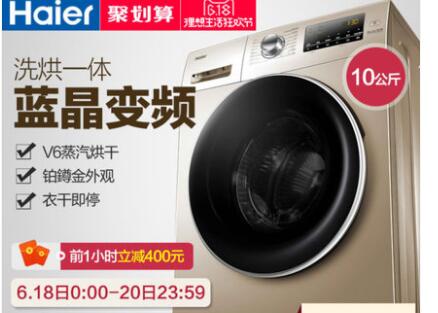 Haier
聚划算
6.18
理想生活狂欢节
洗烘一体
蓝晶变频
10公斤
V6蒸汽烘干
铂鐏金外观
衣干即停
前1小时立减400元
6.18日0:00-20日23:59